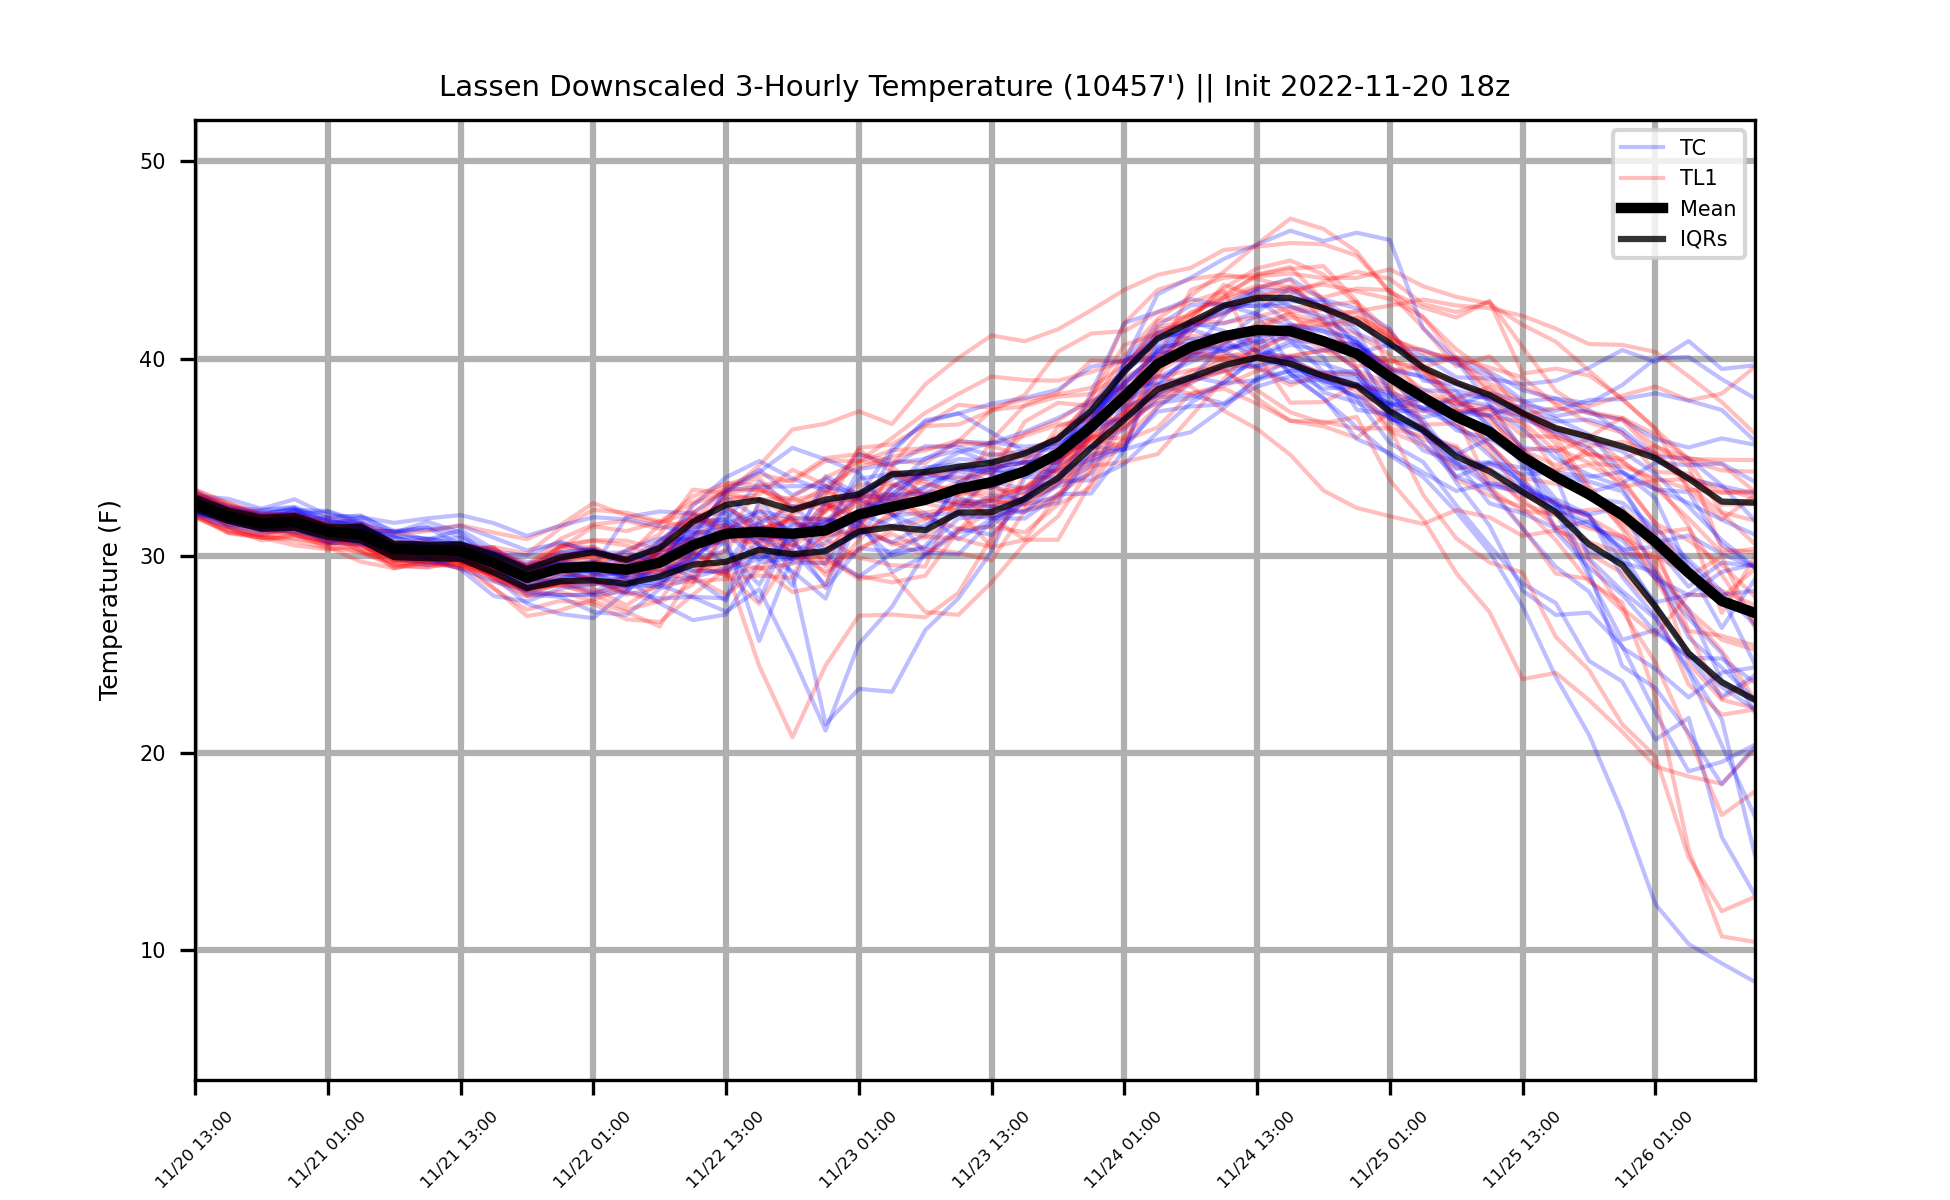 Lassen Downscaled 3-Hourly Temperature (10457') || Init 2022-11-20 18z
TC
TL1
Mean
IQRs
Temperature (F)
50
40
30
20
10
11/20 13:00
11/21 01:00
11/21 13:00
11/22 01:00
11/22 13:00
11/23 01:00
11/23 13:00
11/24 01:00
11/24 13:00
11/25 01:00
11/25 13:00
11/26 01:00